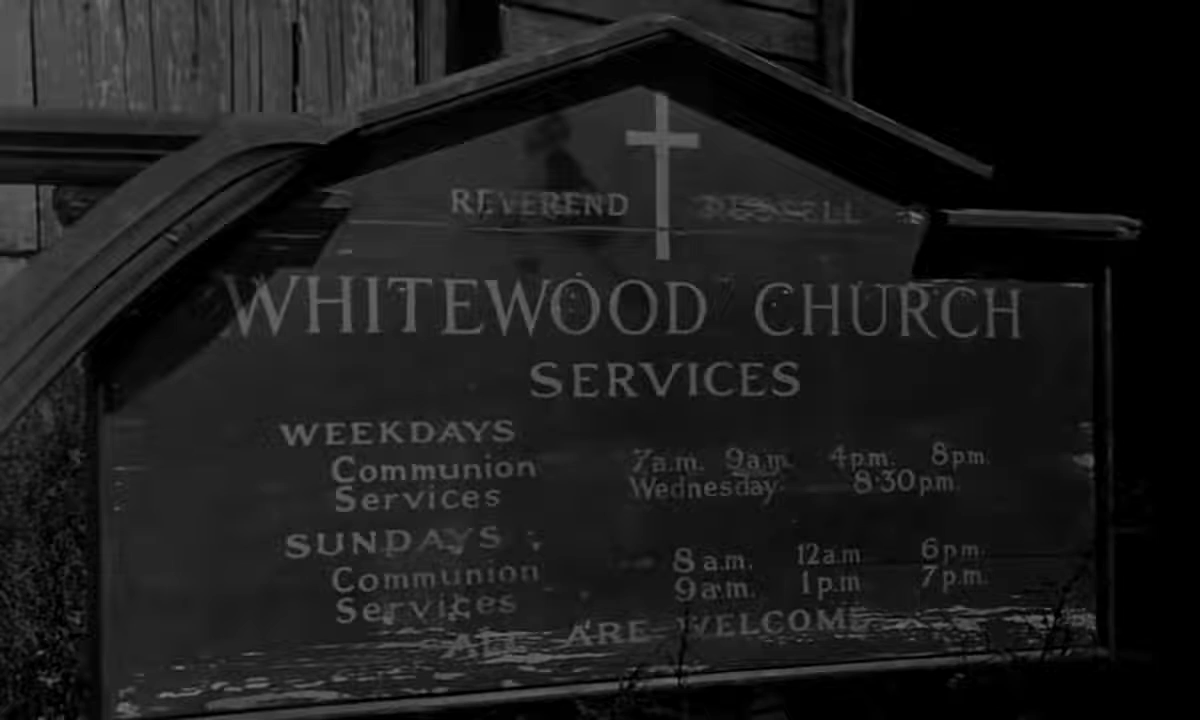 REVEREND
WHITEWOOD CHURCH
SERVICES
WEEKDAYS
Communion 7a.m. 9a.m. 4p.m. 8p.m.
Services Wednesday 8·30p.m.
SUNDAYS
Communion 8a.m. 12a.m 6p.m.
Services 9a.m. 1p.m 7p.m.
ALL ARE WELCOME